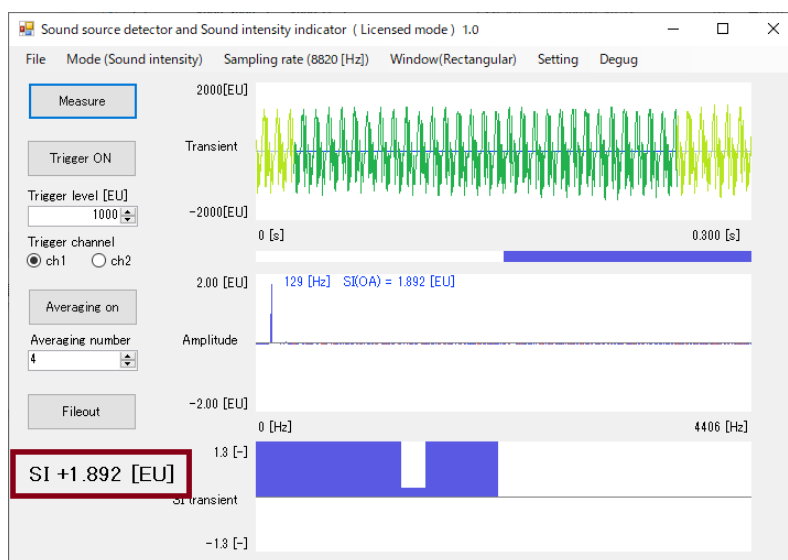 Sound source detector and Sound intensity indicator ( Licensed mode ) 1.0
File Mode (Sound intensity) Sampling rate (8820 [Hz]) Window(Rectangular) Setting Degug
Measure
Trigger ON
Trigger level [EU]
1000
Trigger channel
ch1 ch2
Averaging on
Averaging number
4
Fileout
SI +1.892 [EU]
2000[EU]
Transient
-2000[EU]
0 [s] 0.300 [s]
2.00 [EU]
129 [Hz] SI(OA) = 1.892 [EU]
Amplitude
-2.00 [EU]
0 [Hz] 4406 [Hz]
1.3 [-]
SI transient
-1.3 [-]